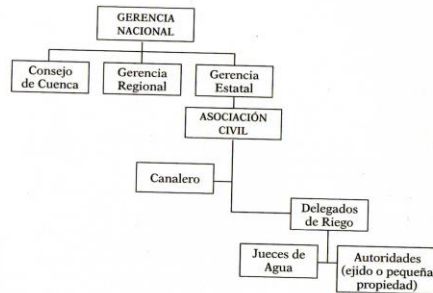 GERENCIA
NACIONAL
Consejo
de Cuenca
Gerencia
Regional
Gerencia
Estatal
ASOCIACIÓN
CIVIL
Canalero
Delegados
de Riego
Jueces de
Agua
Autoridades
(ejido o pequeña
propiedad)